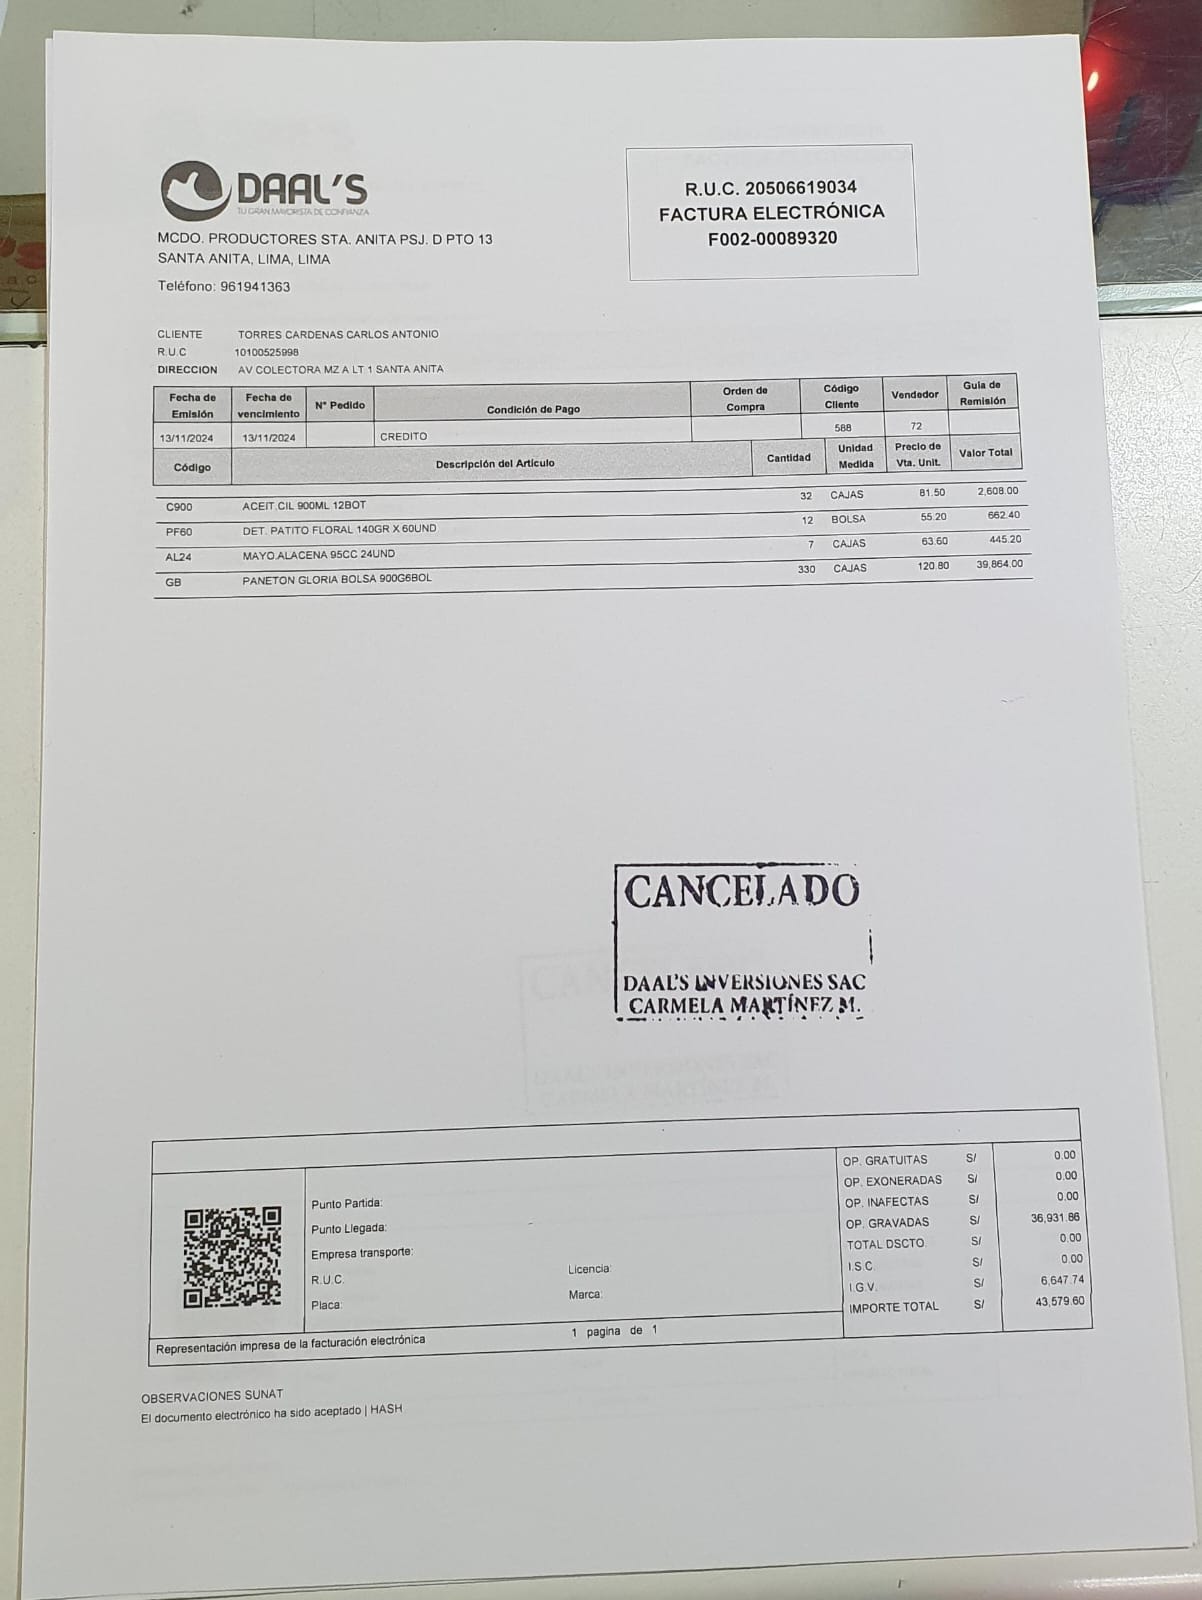 DAAL'S
TU GRAN MAYORISTA DE CONFIANZA
MCDO. PRODUCTORES STA. ANITA PSJ. D PTO 13
SANTA ANITA, LIMA, LIMA
Teléfono: 961941363
R.U.C. 20506619034
FACTURA ELECTRÓNICA
F002-00089320
CLIENTE TORRES CARDENAS CARLOS ANTONIO
R.U.C 10100525998
DIRECCION AV COLECTORA MZ A LT 1 SANTA ANITA
Fecha de Emisión Fecha de vencimiento N° Pedido Condición de Pago Orden de Compra Código Cliente Vendedor Guia de Remisión
13/11/2024 13/11/2024 CREDITO 588 72
Código Descripción del Artículo Cantidad Unidad Medida Precio de Vta. Unit. Valor Total
C900 ACEIT,CIL 900ML 12BOT 32 CAJAS 81.50 2,608.00
PF60 DET. PATITO FLORAL 140GR X 60UND 12 BOLSA 55.20 662.40
AL24 MAYO.ALACENA 95CC 24UND 7 CAJAS 63.60 445.20
GB PANETON GLORIA BOLSA 900G6BOL 330 CAJAS 120.80 39,864.00
CANCELADO
DAAL'S INVERSIONES SAC
CARMELA MARTÍNEZ M.
Punto Partida:
Punto Llegada:
Empresa transporte:
R.U.C. Licencia:
Placa: Marca:
OP. GRATUITAS S/ 0.00
OP. EXONERADAS S/ 0.00
OP. INAFECTAS S/ 0.00
OP. GRAVADAS S/ 36,931.86
TOTAL DSCTO. S/ 0.00
I.S.C. S/ 0.00
I.G.V. S/ 6,647.74
IMPORTE TOTAL S/ 43,579.60
Representación impresa de la facturación electrónica 1 pagina de 1
OBSERVACIONES SUNAT
El documento electrónico ha sido aceptado | HASH